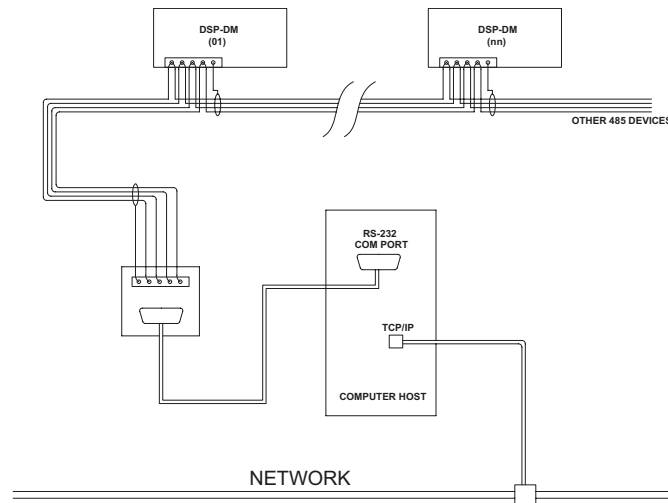 DSP-DM
(01)
DSP-DM
(nn)
OTHER 485 DEVICES
RS-232
COM PORT
TCP/IP
COMPUTER HOST
NETWORK